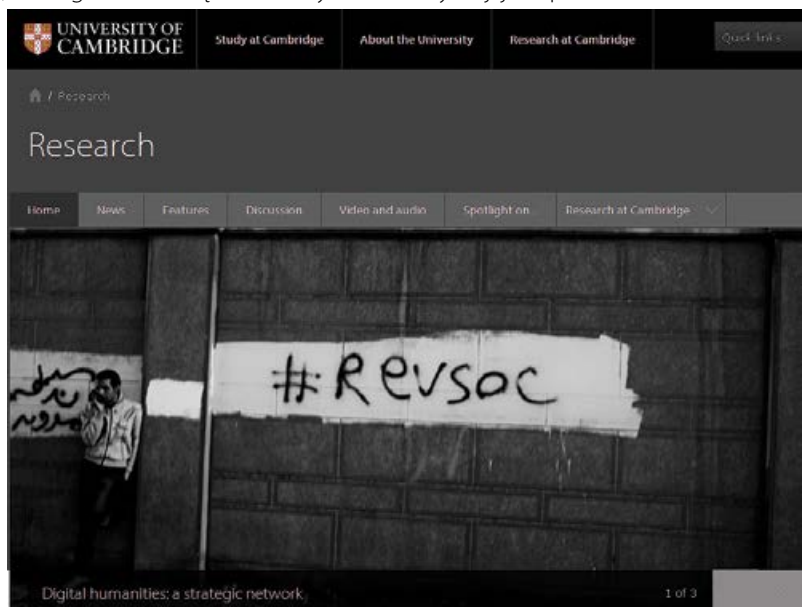 UNIVERSITY OF
CAMBRIDGE
Study at Cambridge
About the University
Research at Cambridge
Quick links
/ Research
Research
Home
News
Features
Discussion
Video and audio
Spotlight on...
Research at Cambridge
#Revsoc
Digital humanities: a strategic network
1 of 3